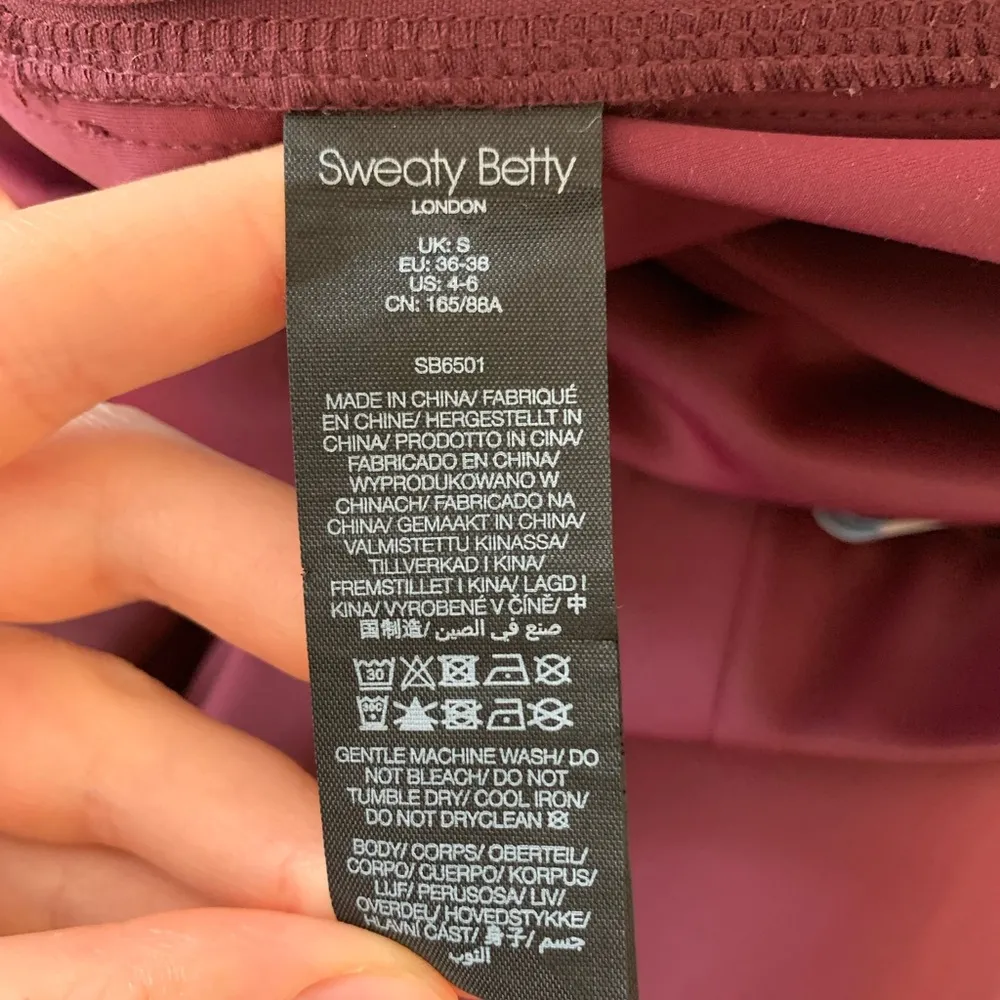 Sweaty Betty
LONDON
UK: S
EU: 36-38
US: 4-6
CN: 165/88A
SB6501
MADE IN CHINA/ FABRIQUÉ
EN CHINE/ HERGESTELLT IN
CHINA/ PRODOTTO IN CINA/
FABRICADO EN CHINA/
WYPRODUKOWANO W
CHINACH/ FABRICADO NA
CHINA/ GEMAAKT IN CHINA/
VALMISTETTU KIINASSA/
TILLVERKAD I KINA/
FREMSTILLET I KINA/ LAGD I
KINA/ VYROBENÉ V ČÍNĚ/ 中
国制造/ صنع في الصين
30
30C
GENTLE MACHINE WASH/ DO
NOT BLEACH/ DO NOT
TUMBLE DRY/ COOL IRON/
DO NOT DRYCLEAN
BODY/ CORPS/ OBERTEIL/
CORPO/ CUERPO/ KORPUS/
LIJF/ PERUSOSA/ LIV/
OVERDEL/ HOVEDSTYKKE/
HLAVNÍ ČÁST/ 身子/ جسم
الثوب